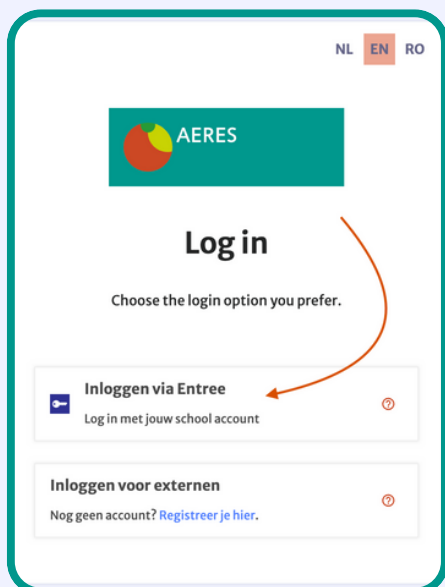 NL EN RO
AERES
Log in
Choose the login option you prefer.
Inloggen via Entree
Log in met jouw school account
Inloggen voor externen
Nog geen account? Registreer je hier.